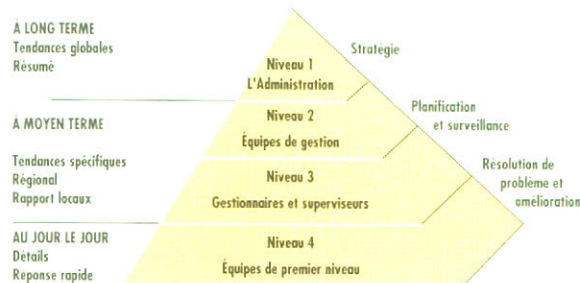 À LONG TERME
Tendances globales
Résumé
Niveau 1
L'Administration
Stratégie
À MOYEN TERME
Tendances spécifiques
Régional
Rapport locaux
Niveau 2
Équipes de gestion
Planification
et surveillance
Niveau 3
Gestionnaires et superviseurs
Résolution de
problème et
amélioration
AU JOUR LE JOUR
Détails
Réponse rapide
Niveau 4
Équipes de premier niveau